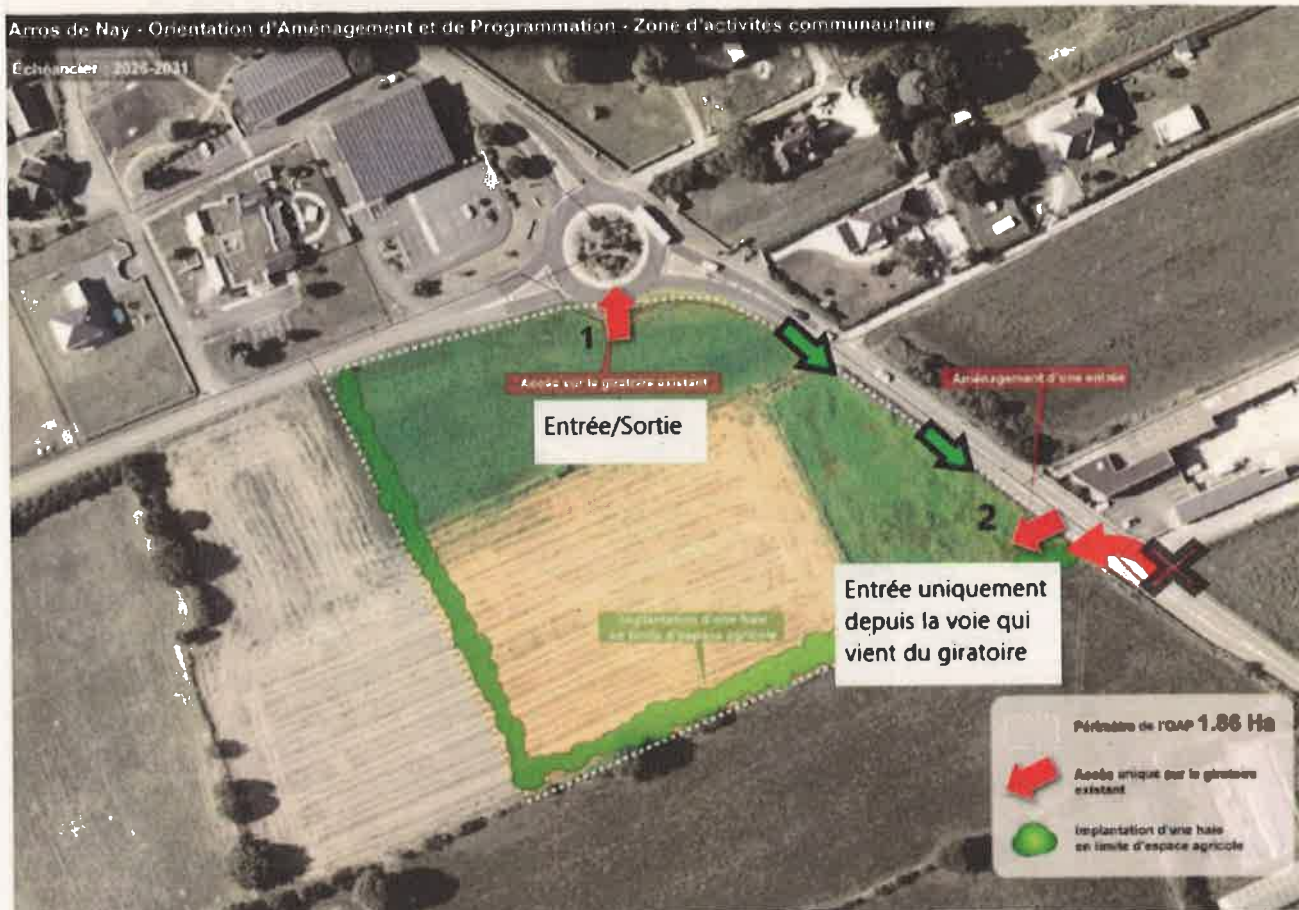 Arros de Nay - Orientation d'Aménagement et de Programmation - Zone d'activités communautaire
Échéancier : 2026-2031
1
Accès sur le giratoire existant
Entrée/Sortie
Aménagement d'une entrée
2
Entrée uniquement
depuis la voie qui
vient du giratoire
Implantation d'une haie
en limite d'espace agricole
Périmètre de l'OAP 1.86 Ha
Accès unique sur le giratoire
existant
Implantation d'une haie
en limite d'espace agricole